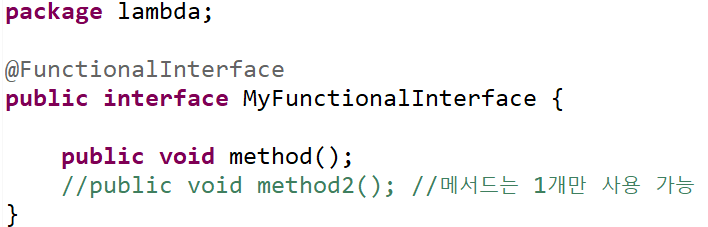 package lambda;
@FunctionalInterface
public interface MyFunctionalInterface {
public void method();
//public void method2(); //메서드는 1개만 사용 가능
}